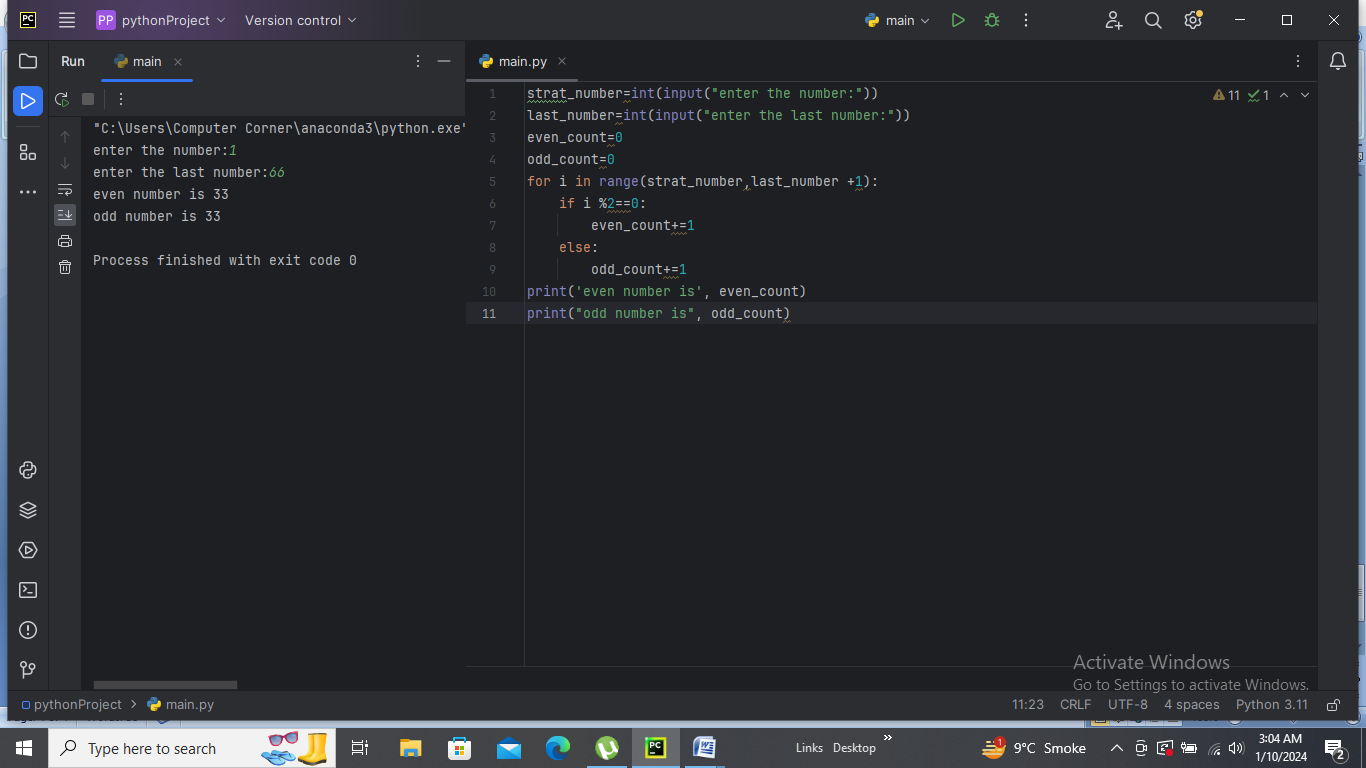 PC PP pythonProject Version control main
Run main
main.py
"C:\Users\Computer Corner\anaconda3\python.exe"
enter the number:1
enter the last number:66
even number is 33
odd number is 33
Process finished with exit code 0
11 1
1 strat_number=int(input("enter the number:"))
2 last_number=int(input("enter the last number:"))
3 even_count=0
4 odd_count=0
5 for i in range(strat_number,last_number +1):
6 if i %2==0:
7 even_count+=1
8 else:
9 odd_count+=1
10 print('even number is', even_count)
11 print("odd number is", odd_count)
Activate Windows
Go to Settings to activate Windows.
pythonProject > main.py 11:23 CRLF UTF-8 4 spaces Python 3.11
Type here to search PC W Links Desktop » 1 9°C Smoke 3:04 AM
1/10/2024 2